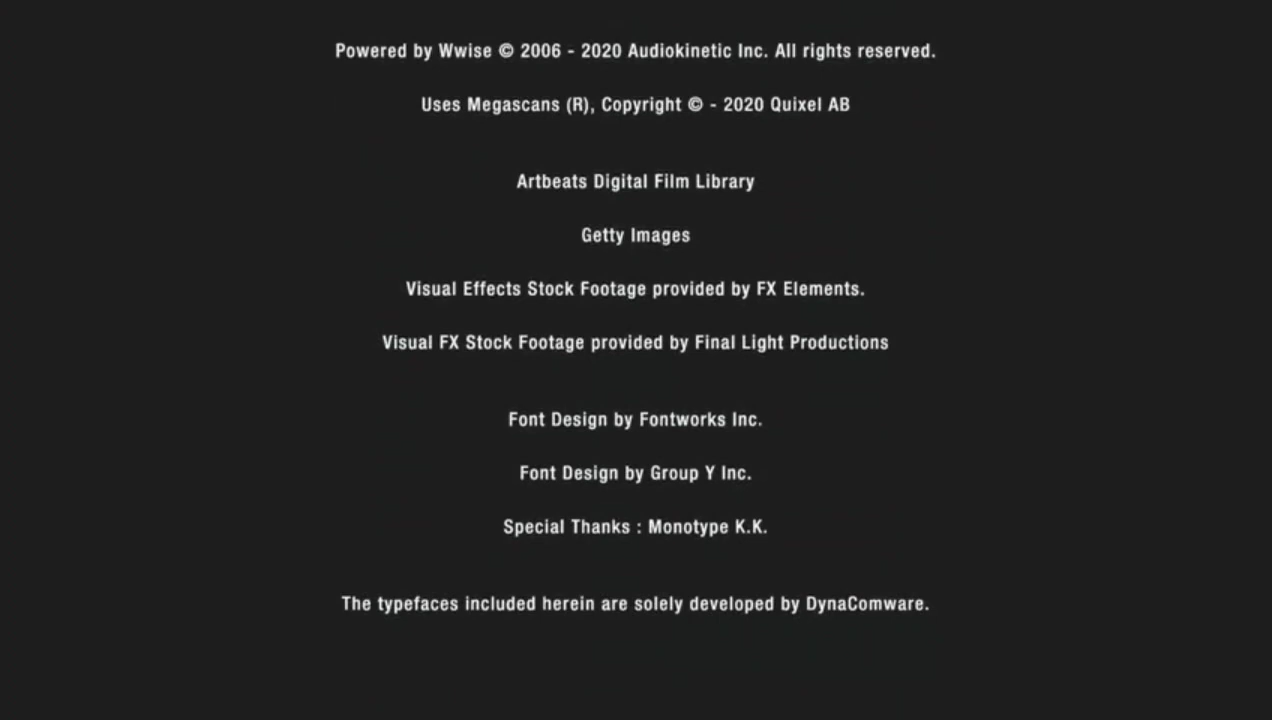 Powered by Wwise © 2006 - 2020 Audiokinetic Inc. All rights reserved.
Uses Megascans (R), Copyright © - 2020 Quixel AB
Artbeats Digital Film Library
Getty Images
Visual Effects Stock Footage provided by FX Elements.
Visual FX Stock Footage provided by Final Light Productions
Font Design by Fontworks Inc.
Font Design by Group Y Inc.
Special Thanks : Monotype K.K.
The typefaces included herein are solely developed by DynaComware.